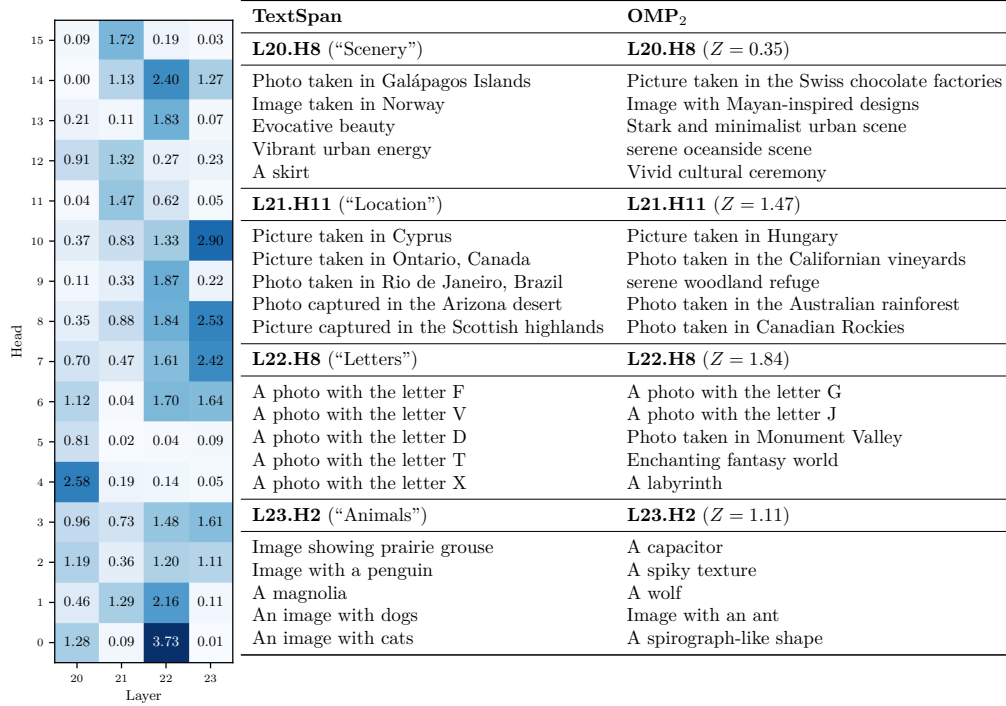 15 0.09 1.72 0.19 0.03
14 0.00 1.13 2.40 1.27
13 0.21 0.11 1.83 0.07
12 0.91 1.32 0.27 0.23
11 0.04 1.47 0.62 0.05
10 0.37 0.83 1.33 2.90
9 0.11 0.33 1.87 0.22
8 0.35 0.88 1.84 2.53
7 0.70 0.47 1.61 2.42
6 1.12 0.04 1.70 1.64
5 0.81 0.02 0.04 0.09
4 2.58 0.19 0.14 0.05
3 0.96 0.73 1.48 1.61
2 1.19 0.36 1.20 1.11
1 0.46 1.29 2.16 0.11
0 1.28 0.09 3.73 0.01
20 21 22 23
Layer
Head
TextSpan OMP₂
L20.H8 (“Scenery”) L20.H8 (Z = 0.35)
Photo taken in Galápagos Islands Picture taken in the Swiss chocolate factories
Image taken in Norway Image with Mayan-inspired designs
Evocative beauty Stark and minimalist urban scene
Vibrant urban energy serene oceanside scene
A skirt Vivid cultural ceremony
L21.H11 (“Location”) L21.H11 (Z = 1.47)
Picture taken in Cyprus Picture taken in Hungary
Picture taken in Ontario, Canada Photo taken in the Californian vineyards
Photo taken in Rio de Janeiro, Brazil serene woodland refuge
Photo captured in the Arizona desert Photo taken in the Australian rainforest
Picture captured in the Scottish highlands Photo taken in Canadian Rockies
L22.H8 (“Letters”) L22.H8 (Z = 1.84)
A photo with the letter F A photo with the letter G
A photo with the letter V A photo with the letter J
A photo with the letter D Photo taken in Monument Valley
A photo with the letter T Enchanting fantasy world
A photo with the letter X A labyrinth
L23.H2 (“Animals”) L23.H2 (Z = 1.11)
Image showing prairie grouse A capacitor
Image with a penguin A spiky texture
A magnolia A wolf
An image with dogs Image with an ant
An image with cats A spirograph-like shape